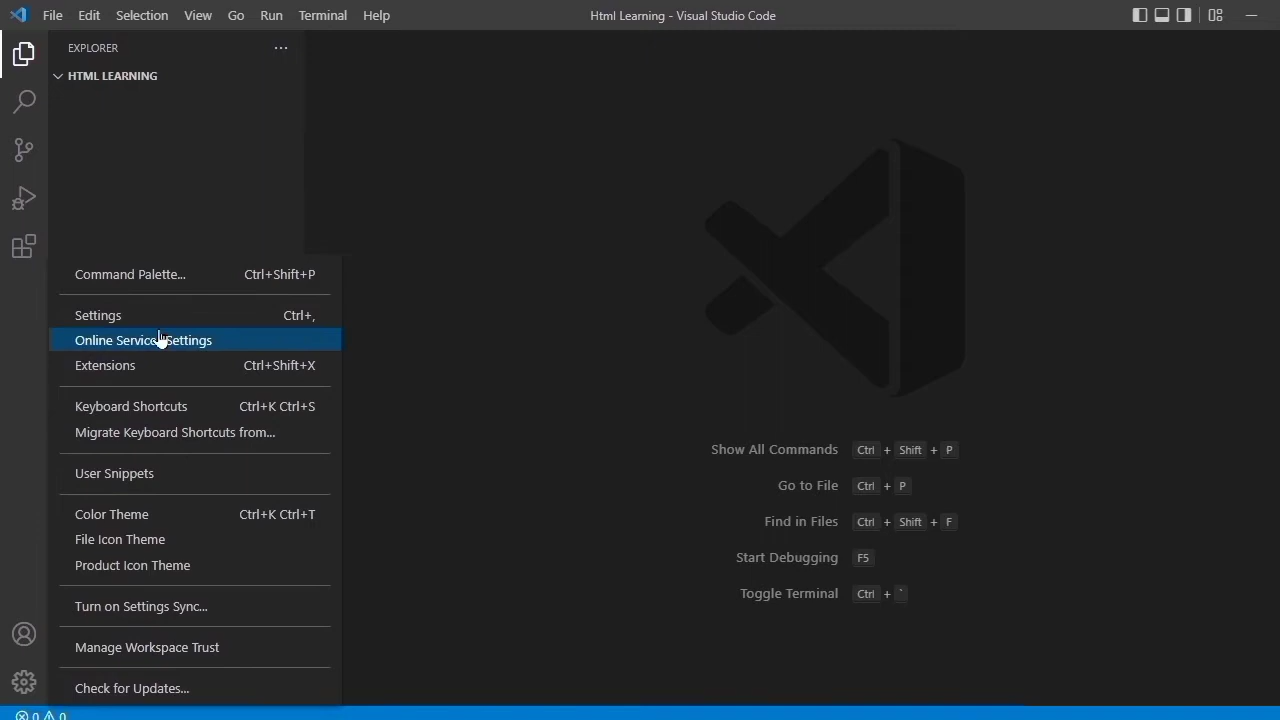 File Edit Selection View Go Run Terminal Help Html Learning - Visual Studio Code
EXPLORER
HTML LEARNING
Command Palette... Ctrl+Shift+P
Settings Ctrl+,
Online Services Settings
Extensions Ctrl+Shift+X
Keyboard Shortcuts Ctrl+K Ctrl+S
Migrate Keyboard Shortcuts from...
User Snippets
Color Theme Ctrl+K Ctrl+T
File Icon Theme
Product Icon Theme
Turn on Settings Sync...
Manage Workspace Trust
Check for Updates...
Show All Commands Ctrl + Shift + P
Go to File Ctrl + P
Find in Files Ctrl + Shift + F
Start Debugging F5
Toggle Terminal Ctrl + `
0 0